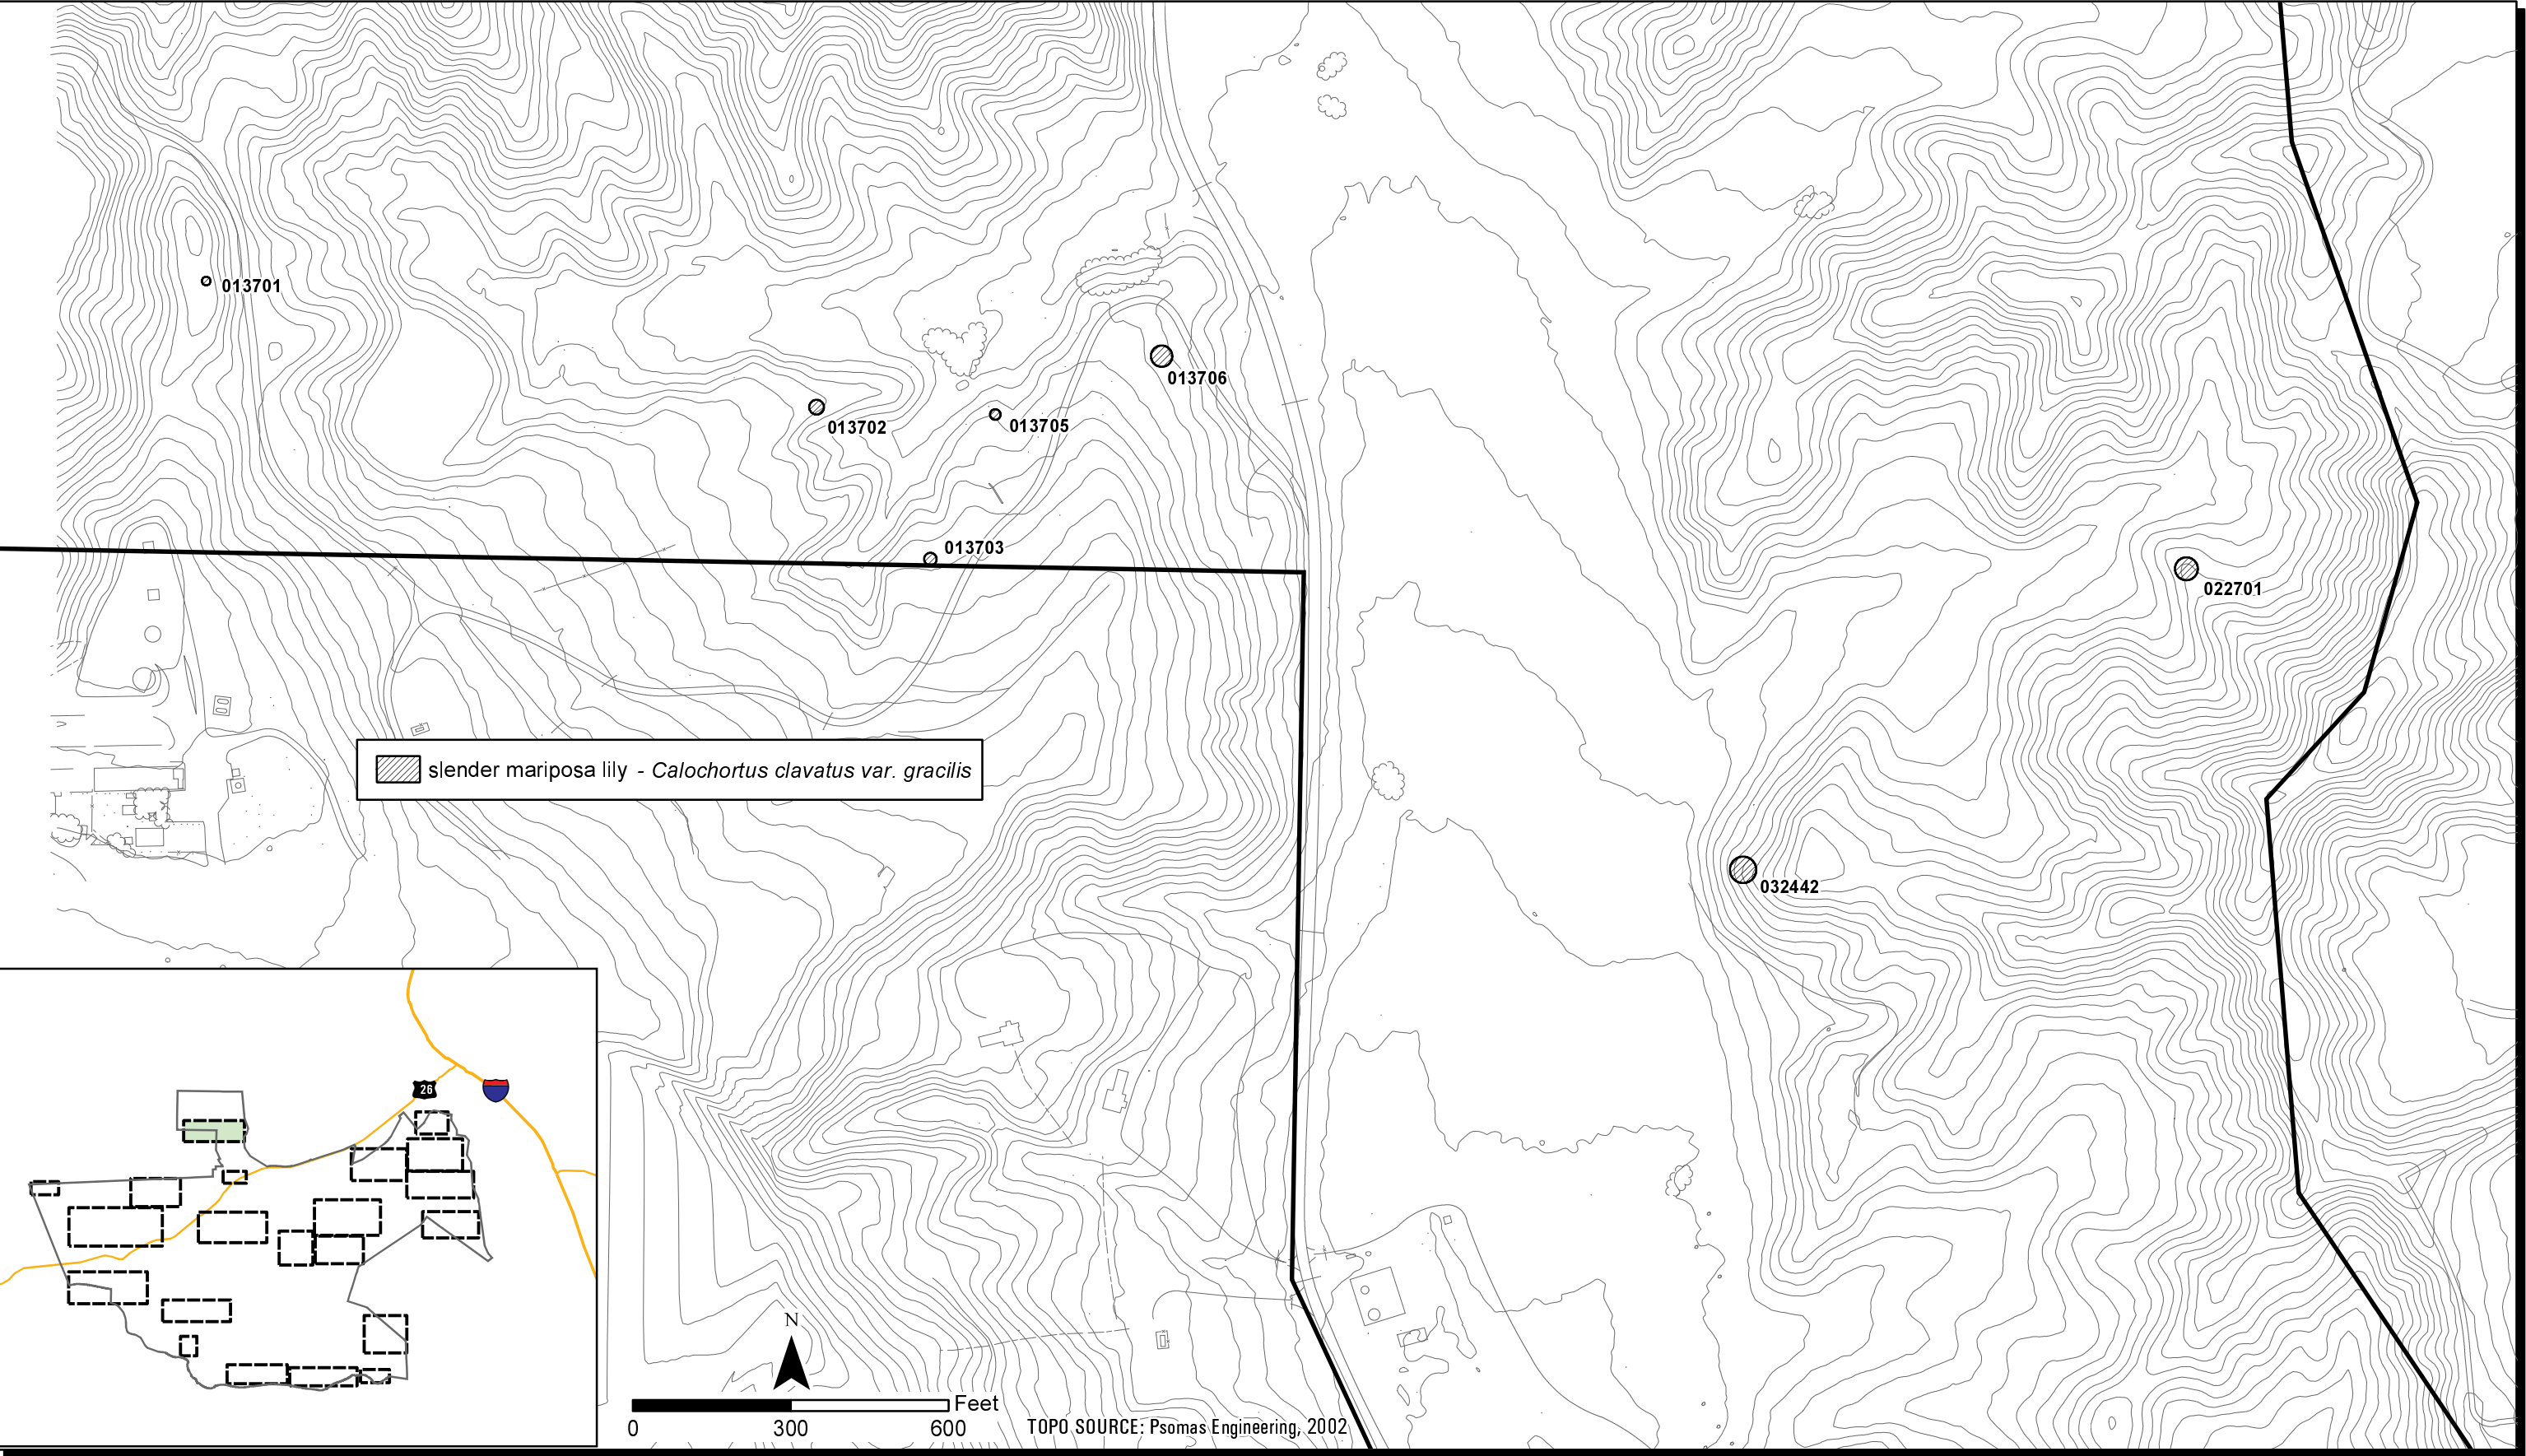 013701
013706
013702
013705
013703
022701
slender mariposa lily - Calochortus clavatus var. gracilis
032442
26
N
Feet
0 300 600
TOPO SOURCE: Psomas Engineering, 2002